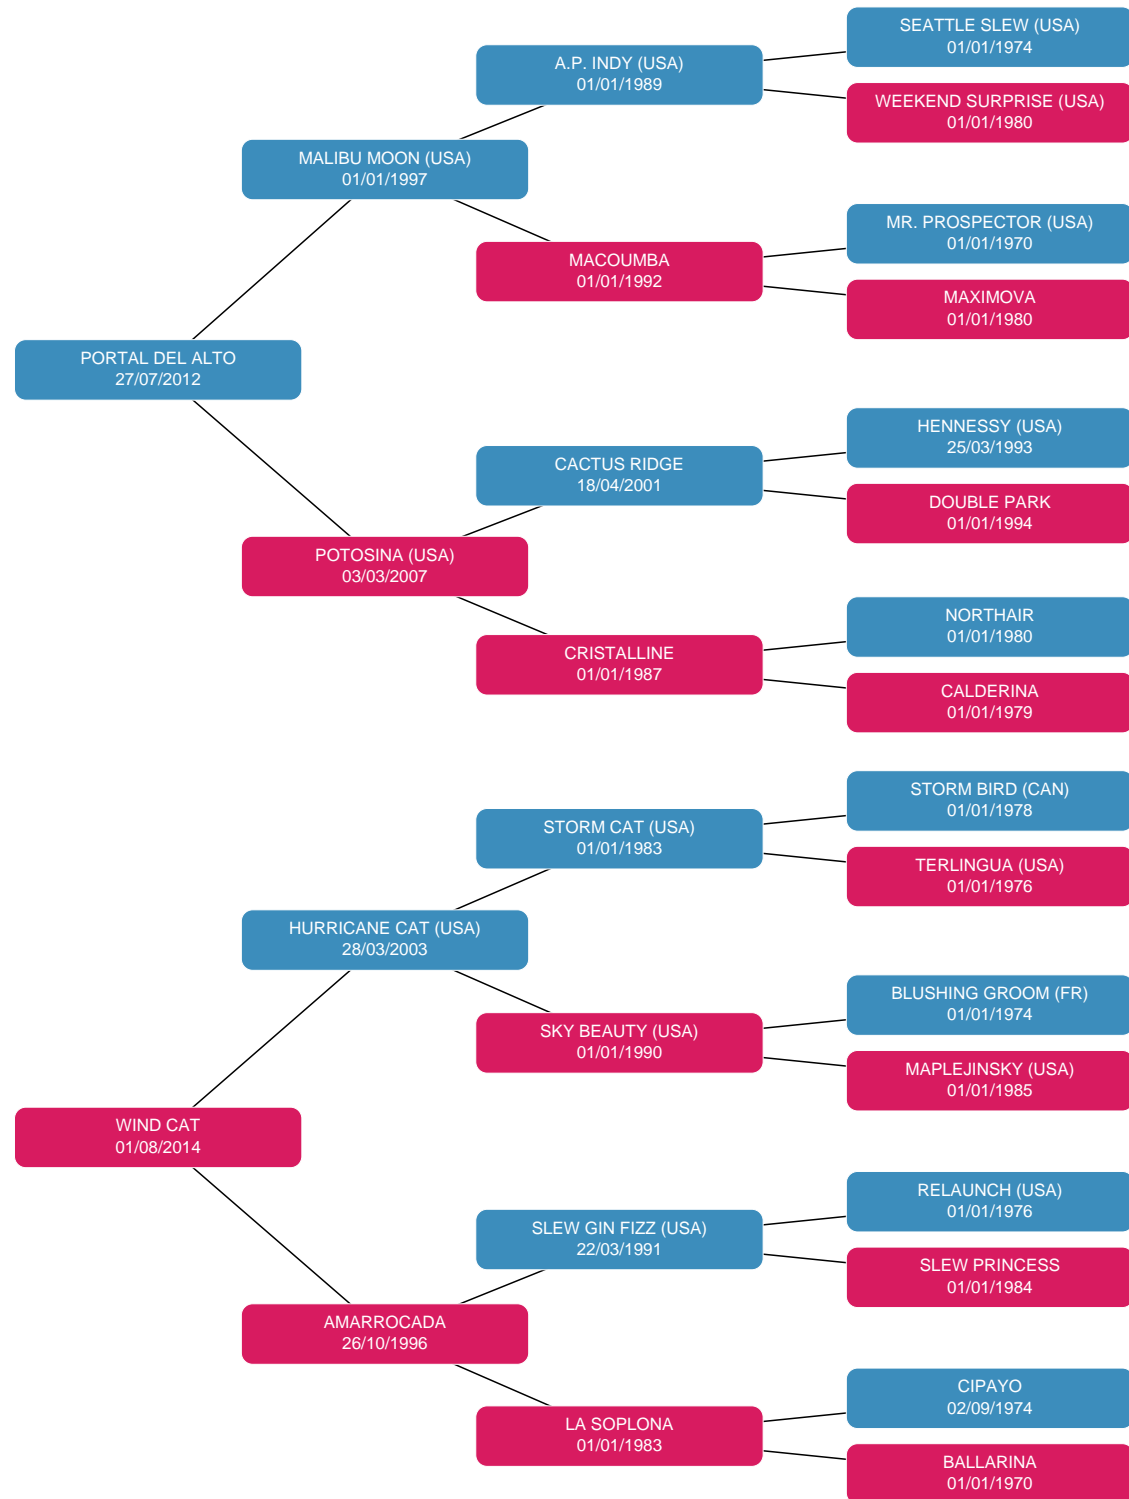 SEATTLE SLEW (USA)
01/01/1974
A.P. INDY (USA)
01/01/1989
WEEKEND SURPRISE (USA)
01/01/1980
MALIBU MOON (USA)
01/01/1997
MR. PROSPECTOR (USA)
01/01/1970
MACOUMBA
01/01/1992
MAXIMOVA
01/01/1980
PORTAL DEL ALTO
27/07/2012
HENNESSY (USA)
25/03/1993
CACTUS RIDGE
18/04/2001
DOUBLE PARK
01/01/1994
POTOSINA (USA)
03/03/2007
NORTHAIR
01/01/1980
CRISTALLINE
01/01/1987
CALDERINA
01/01/1979
STORM BIRD (CAN)
01/01/1978
STORM CAT (USA)
01/01/1983
TERLINGUA (USA)
01/01/1976
HURRICANE CAT (USA)
28/03/2003
BLUSHING GROOM (FR)
01/01/1974
SKY BEAUTY (USA)
01/01/1990
MAPLEJINSKY (USA)
01/01/1985
WIND CAT
01/08/2014
RELAUNCH (USA)
01/01/1976
SLEW GIN FIZZ (USA)
22/03/1991
SLEW PRINCESS
01/01/1984
AMARROCADA
26/10/1996
CIPAYO
02/09/1974
LA SOPLONA
01/01/1983
BALLARINA
01/01/1970